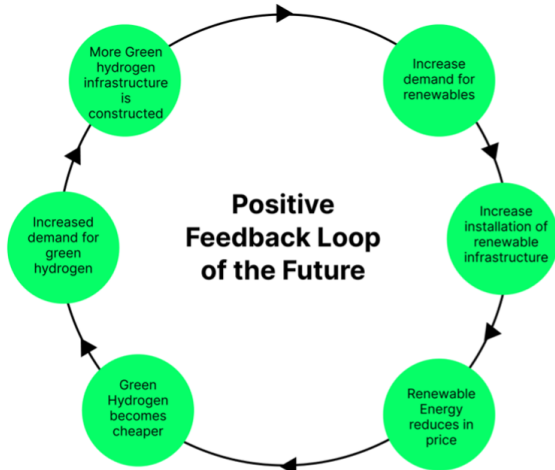 More Green
hydrogen
infrastructure
is
constructed
Increase
demand for
renewables
Increase
installation of
renewable
infrastructure
Renewable
Energy
reduces in
price
Green
Hydrogen
becomes
cheaper
Increased
demand for
green
hydrogen
Positive
Feedback Loop
of the Future